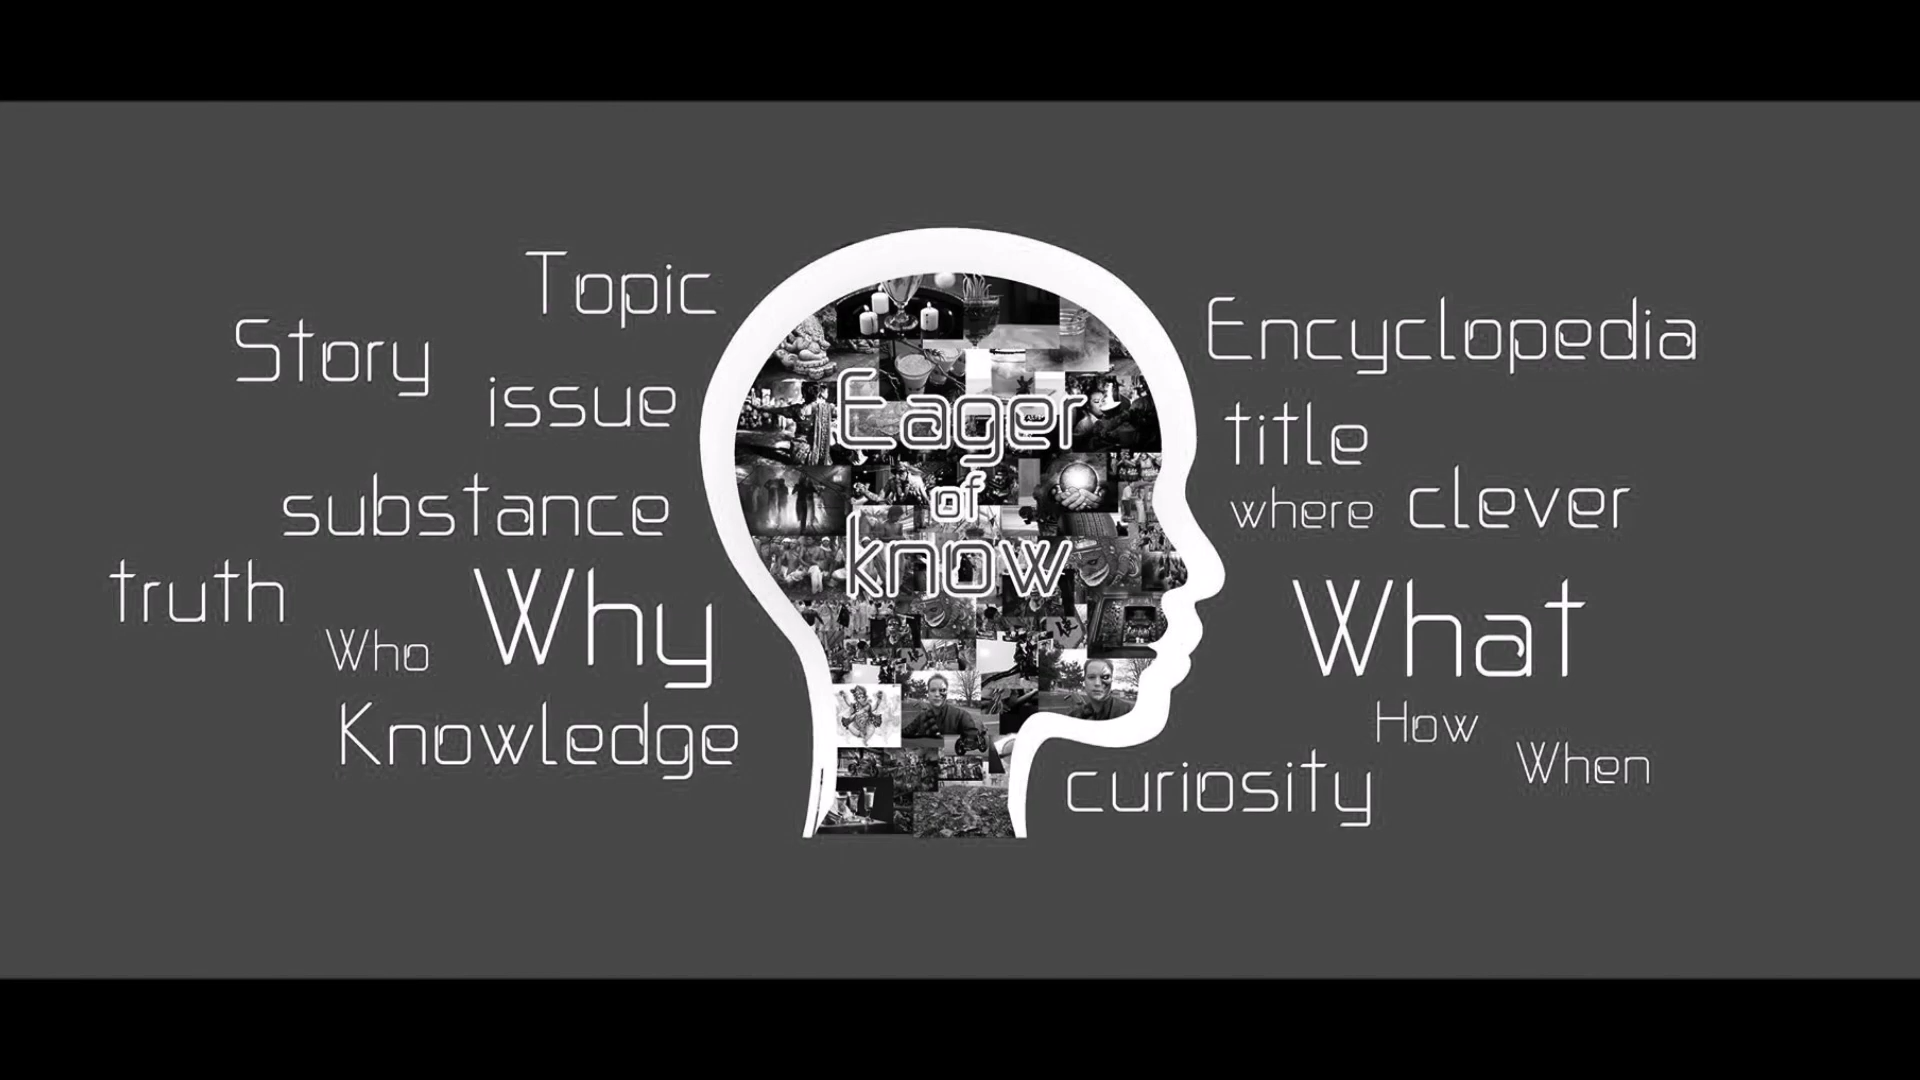 Topic
Story
issue
substance
truth
Who
Why
Knowledge
Eager
of
know
Encyclopedia
title
where clever
What
How
When
curiosity